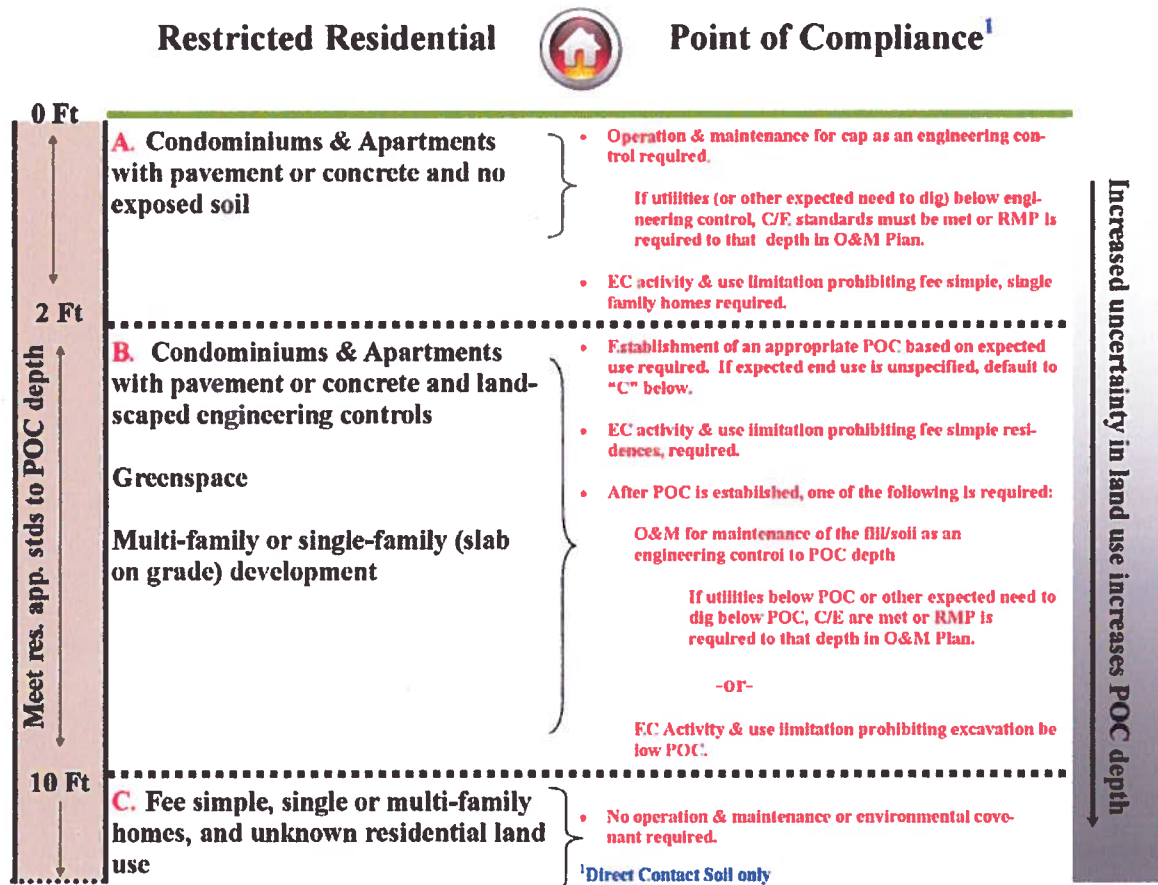 Restricted Residential
Point of Compliance¹
0 Ft
A. Condominiums & Apartments
with pavement or concrete and no
exposed soil
• Operation & maintenance for cap as an engineering con-
trol required.
If utilities (or other expected need to dig) below engi-
neering control, C/E standards must be met or RMP is
required to that depth in O&M Plan.
• EC activity & use limitation prohibiting fee simple, single
family homes required.
2 Ft
B. Condominiums & Apartments
with pavement or concrete and land-
scaped engineering controls
Greenspace
Multi-family or single-family (slab
on grade) development
• Establishment of an appropriate POC based on expected
use required. If expected end use is unspecified, default to
"C" below.
• EC activity & use limitation prohibiting fee simple resi-
dences, required.
• After POC is established, one of the following is required:
O&M for maintenance of the fill/soil as an
engineering control to POC depth
If utilities below POC or other expected need to
dig below POC, C/E are met or RMP is
required to that depth in O&M Plan.
-or-
EC Activity & use limitation prohibiting excavation be
low POC.
10 Ft
C. Fee simple, single or multi-family
homes, and unknown residential land
use
• No operation & maintenance or environmental cove-
nant required.
¹Direct Contact Soil only
Meet res. app. stds to POC depth
Increased uncertainty in land use increases POC depth